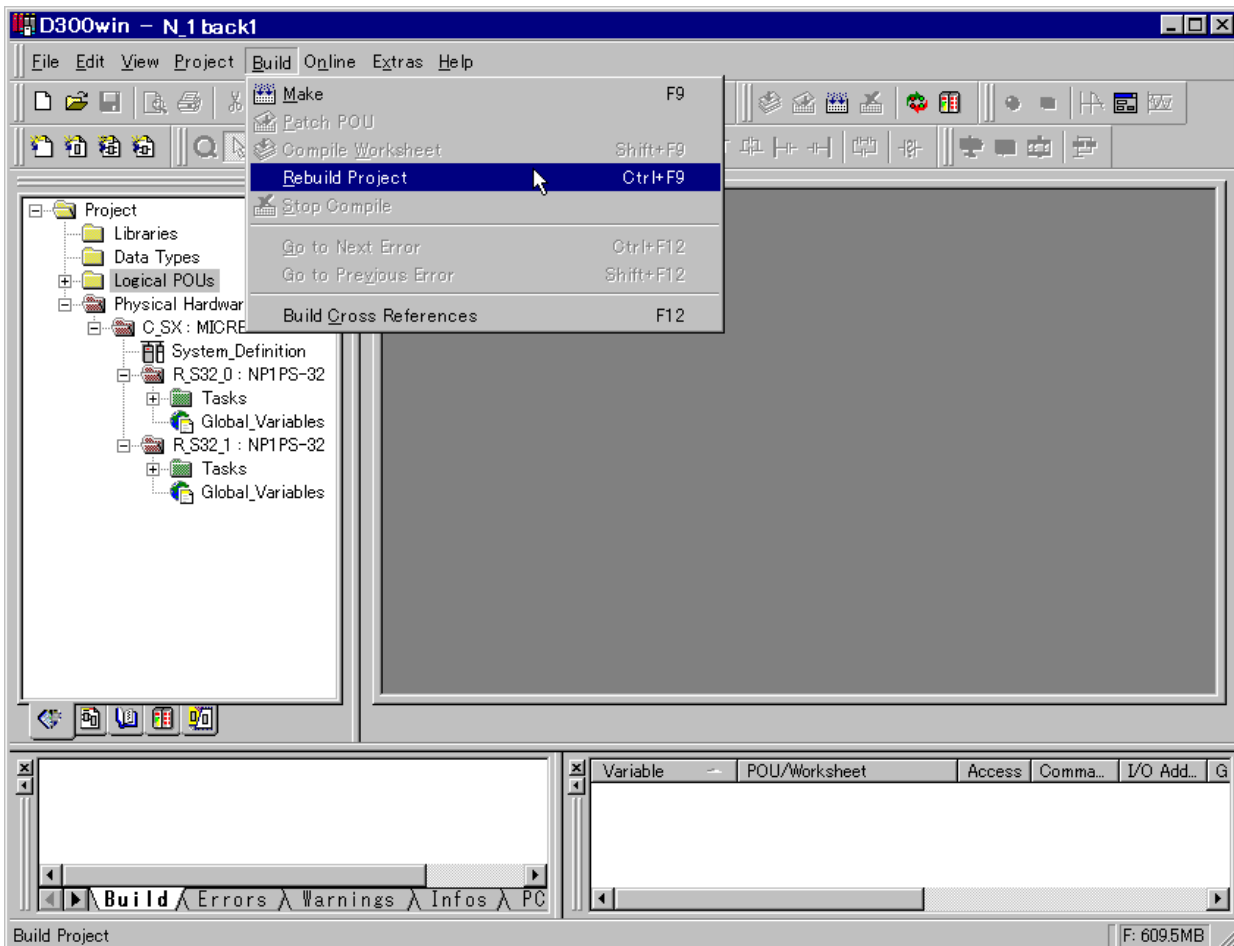 D300win - N_1 back1
File Edit View Project Build Online Extras Help
Make F9
Patch POU
Compile Worksheet Shift+F9
Rebuild Project Ctrl+F9
Stop Compile
Go to Next Error Ctrl+F12
Go to Previous Error Shift+F12
Build Cross References F12
Project
Libraries
Data Types
Logical POUs
Physical Hardwar
C_SX : MICRE
System_Definition
R_S32_0 : NP1PS-32
Tasks
Global_Variables
R_S32_1 : NP1PS-32
Tasks
Global_Variables
Variable POU/Worksheet Access Comma... I/O Add... G
Build Errors Warnings Infos PC
Build Project F: 6095MB